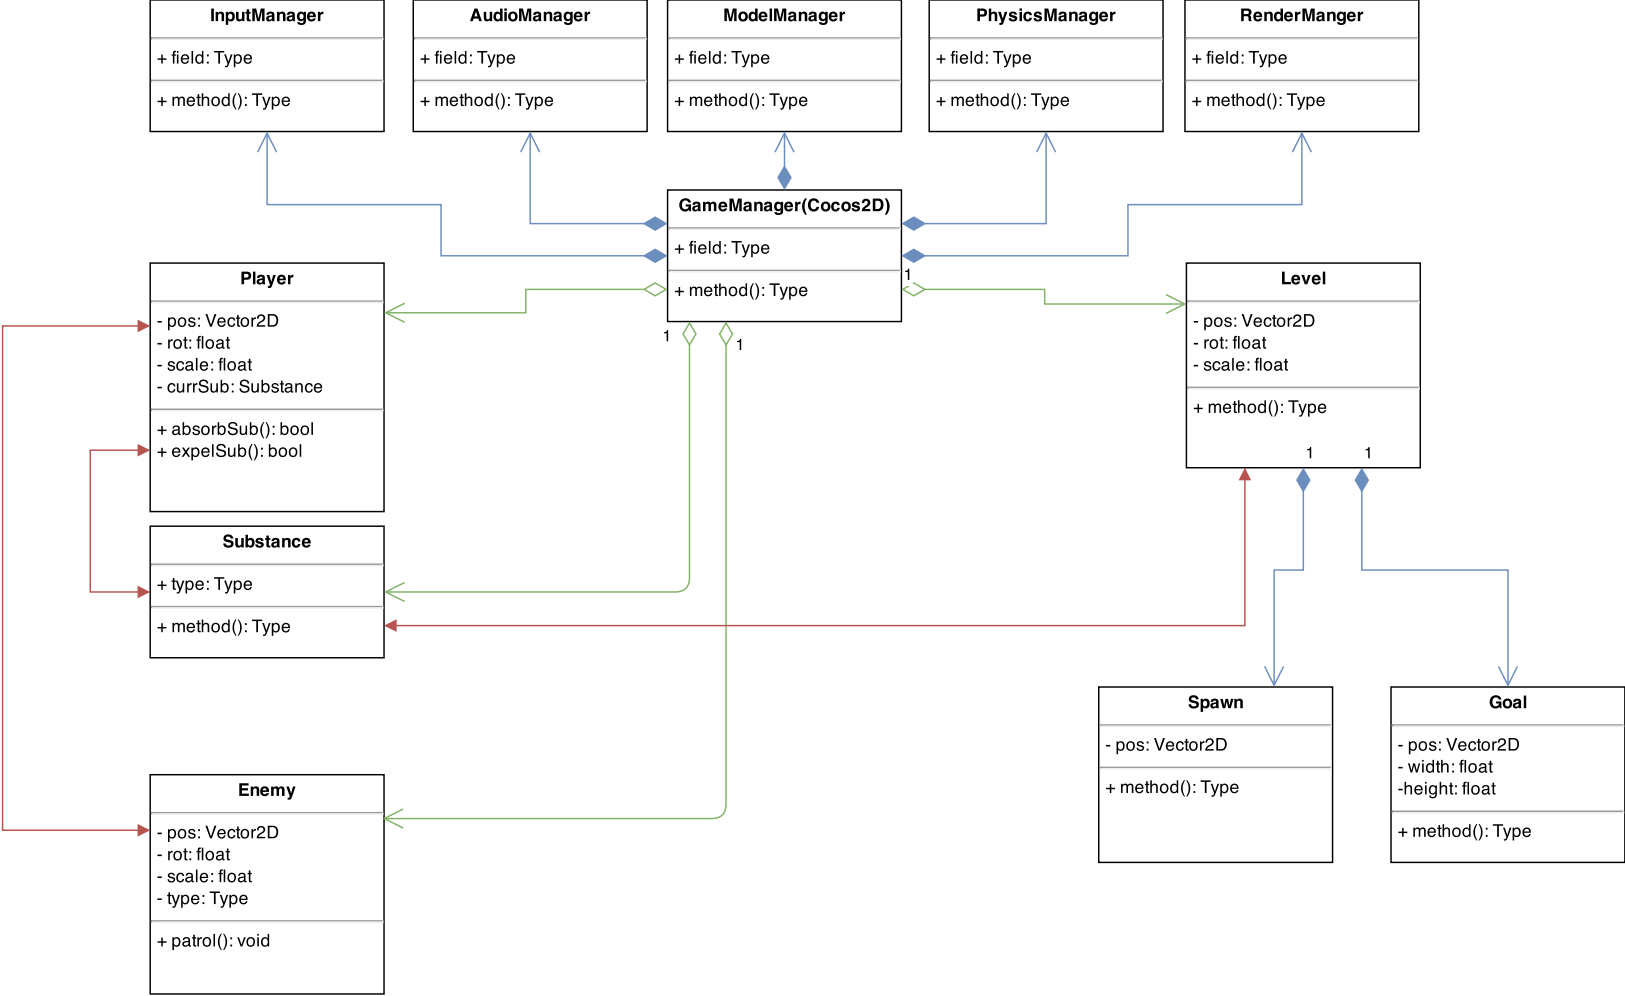 InputManager
+ field: Type
+ method(): Type
AudioManager
+ field: Type
+ method(): Type
ModelManager
+ field: Type
+ method(): Type
PhysicsManager
+ field: Type
+ method(): Type
RenderManger
+ field: Type
+ method(): Type
GameManager(Cocos2D)
+ field: Type
+ method(): Type
1
1
1
Player
- pos: Vector2D
- rot: float
- scale: float
- currSub: Substance
+ absorbSub(): bool
+ expelSub(): bool
Level
- pos: Vector2D
- rot: float
- scale: float
+ method(): Type
1
1
Substance
+ type: Type
+ method(): Type
Spawn
- pos: Vector2D
+ method(): Type
Goal
- pos: Vector2D
- width: float
-height: float
+ method(): Type
Enemy
- pos: Vector2D
- rot: float
- scale: float
- type: Type
+ patrol(): void